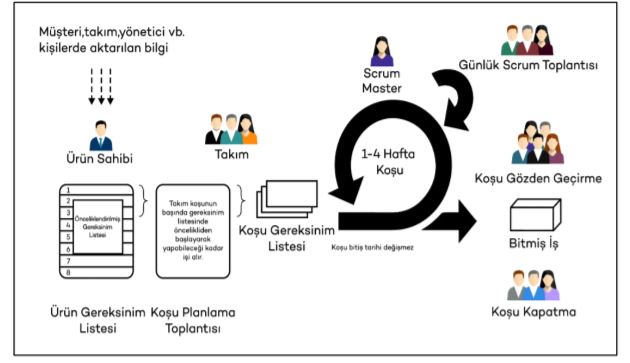 Müşteri,takım,yönetici vb.
kişilerde aktarılan bilgi
Ürün Sahibi
Takım
Scrum
Master
Günlük Scrum Toplantısı
1-4 Hafta
Koşu
Koşu Gözden Geçirme
1
2
3
4
5
6
7
8
Önceliklendirilmiş
Gereksinim
Listesi
Takım koşunun
başında gereksinim
listesinde
öncelikliden
başlayarak
yapabileceği kadar
işi alır.
Koşu Gereksinim
Listesi
Koşu bitiş tarihi değişmez
Bitmiş İş
Ürün Gereksinim
Listesi
Koşu Planlama
Toplantısı
Koşu Kapatma